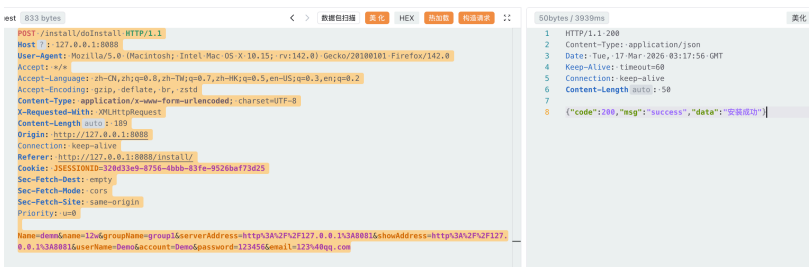 est 833 bytes < > 数据包扫描 美化 HEX 热加载 构造请求
POST /install/doInstall HTTP/1.1
Host ? : 127.0.0.1:8088
User-Agent: Mozilla/5.0 (Macintosh; Intel Mac OS X 10.15; rv:142.0) Gecko/20100101 Firefox/142.0
Accept: */*
Accept-Language: zh-CN,zh;q=0.8,zh-TW;q=0.7,zh-HK;q=0.5,en-US;q=0.3,en;q=0.2
Accept-Encoding: gzip, deflate, br, zstd
Content-Type: application/x-www-form-urlencoded; charset=UTF-8
X-Requested-With: XMLHttpRequest
Content-Length auto : 189
Origin: http://127.0.0.1:8088
Connection: keep-alive
Referer: http://127.0.0.1:8088/install/
Cookie: JSESSIONID=320d33e9-8756-4bbb-83fe-9526baf73d25
Sec-Fetch-Dest: empty
Sec-Fetch-Mode: cors
Sec-Fetch-Site: same-origin
Priority: u=0
Name=demm&name=12w&groupName=group1&serverAddress=http%3A%2F%2F127.0.0.1%3A8081&showAddress=http%3A%2F%2F127.
0.0.1%3A8081&userName=Demo&account=Demo&password=123456&email=123%40qq.com
50bytes / 3939ms 美化
1 HTTP/1.1 200
2 Content-Type: application/json
3 Date: Tue, 17 Mar 2026 03:17:56 GMT
4 Keep-Alive: timeout=60
5 Connection: keep-alive
6 Content-Length auto : 50
7
8 {"code":200,"msg":"success","data":"安装成功"}